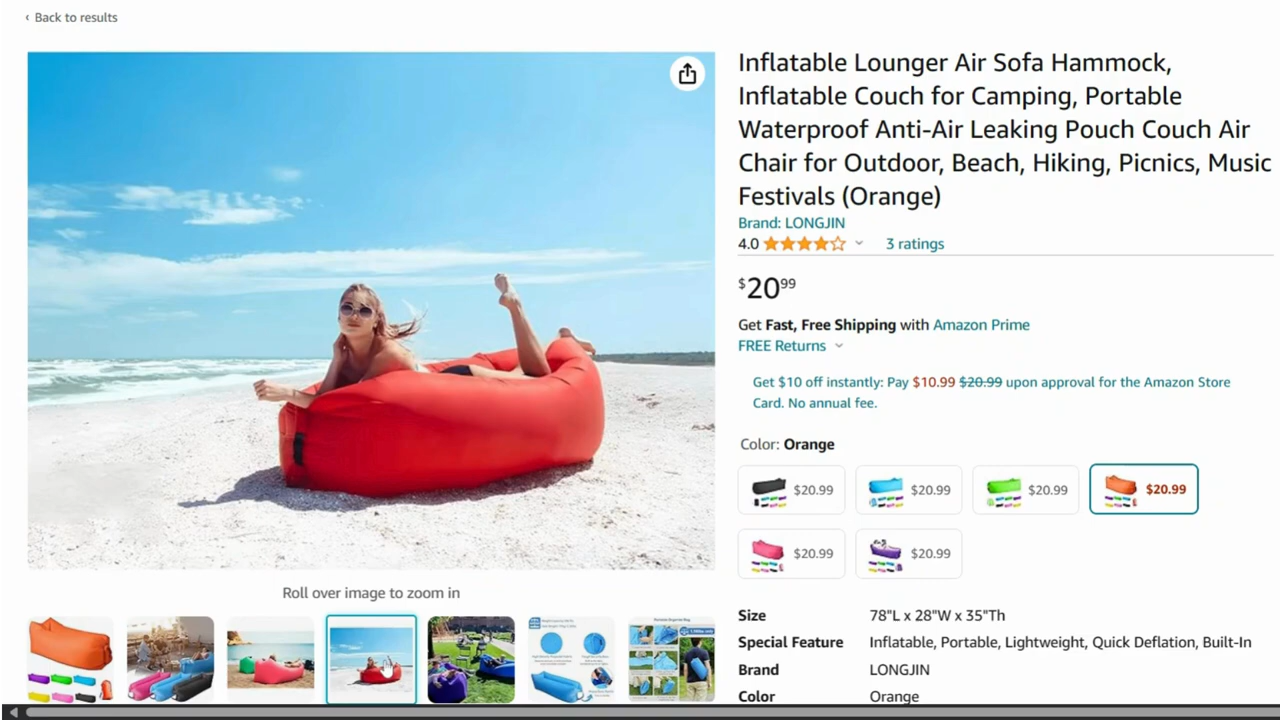 ‹ Back to results
Inflatable Lounger Air Sofa Hammock,
Inflatable Couch for Camping, Portable
Waterproof Anti-Air Leaking Pouch Couch Air
Chair for Outdoor, Beach, Hiking, Picnics, Music
Festivals (Orange)
Brand: LONGJIN
4.0 3 ratings
$20.99
Get Fast, Free Shipping with Amazon Prime
FREE Returns
Get $10 off instantly: Pay $10.99 $20.99 upon approval for the Amazon Store
Card. No annual fee.
Color: Orange
$20.99 $20.99 $20.99 $20.99
$20.99 $20.99
Roll over image to zoom in
Size 78"L x 28"W x 35"Th
Special Feature Inflatable, Portable, Lightweight, Quick Deflation, Built-In
Brand LONGJIN
Color Orange